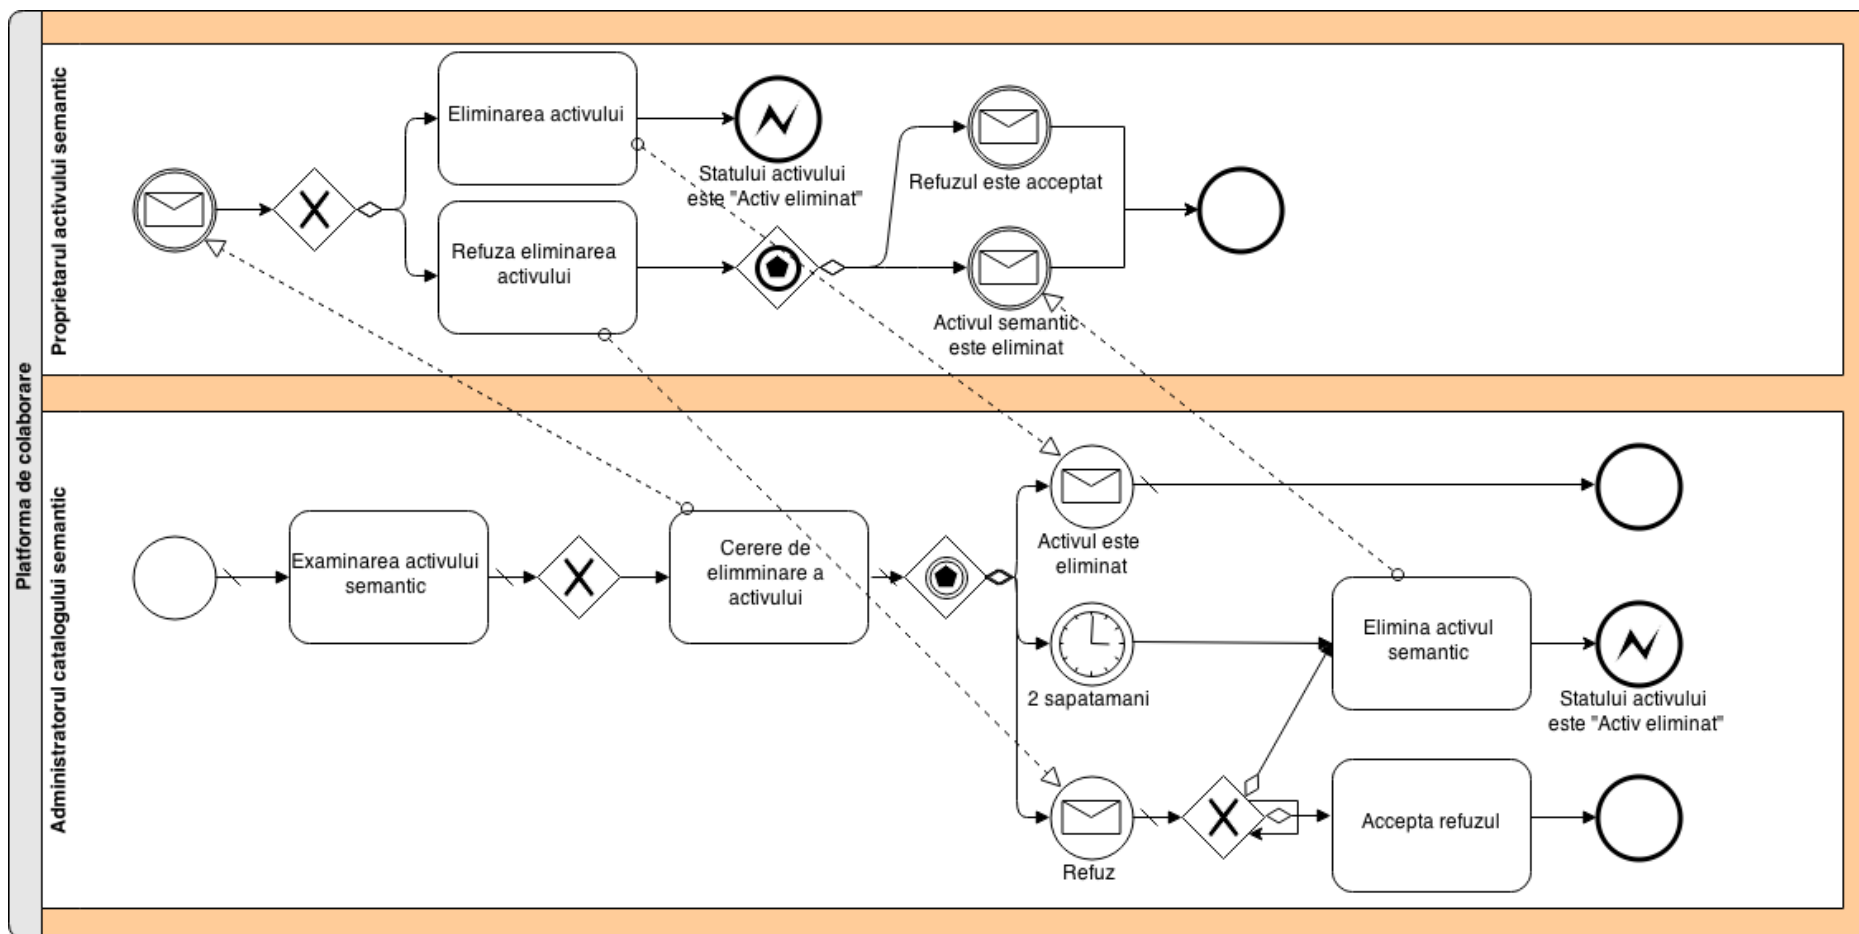 Platforma de colaborare
Proprietarul activului semantic
Eliminarea activului
Statului activului
este "Activ eliminat"
Refuza eliminarea
activului
Refuzul este acceptat
Activul semantic
este eliminat
Administratorul catalogului semantic
Examinarea activului
semantic
Cerere de
elimminare a
activului
Activul este
eliminat
2 sapatamani
Refuz
Elimina activul
semantic
Statului activului
este "Activ eliminat"
Accepta refuzul